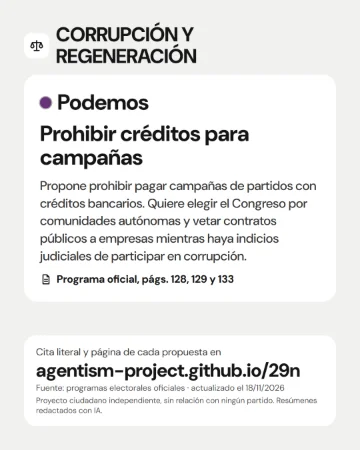 CORRUPCIÓN Y
REGENERACIÓN
Podemos
Prohibir créditos para
campañas
Propone prohibir pagar campañas de partidos con
créditos bancarios. Quiere elegir el Congreso por
comunidades autónomas y vetar contratos
públicos a empresas mientras haya indicios
judiciales de participar en corrupción.
Programa oficial, págs. 128, 129 y 133
Cita literal y página de cada propuesta en
agentism-project.github.io/29n
Fuente: programas electorales oficiales · actualizado el 18/11/2026
Proyecto ciudadano independiente, sin relación con ningún partido. Resúmenes
redactados con IA.